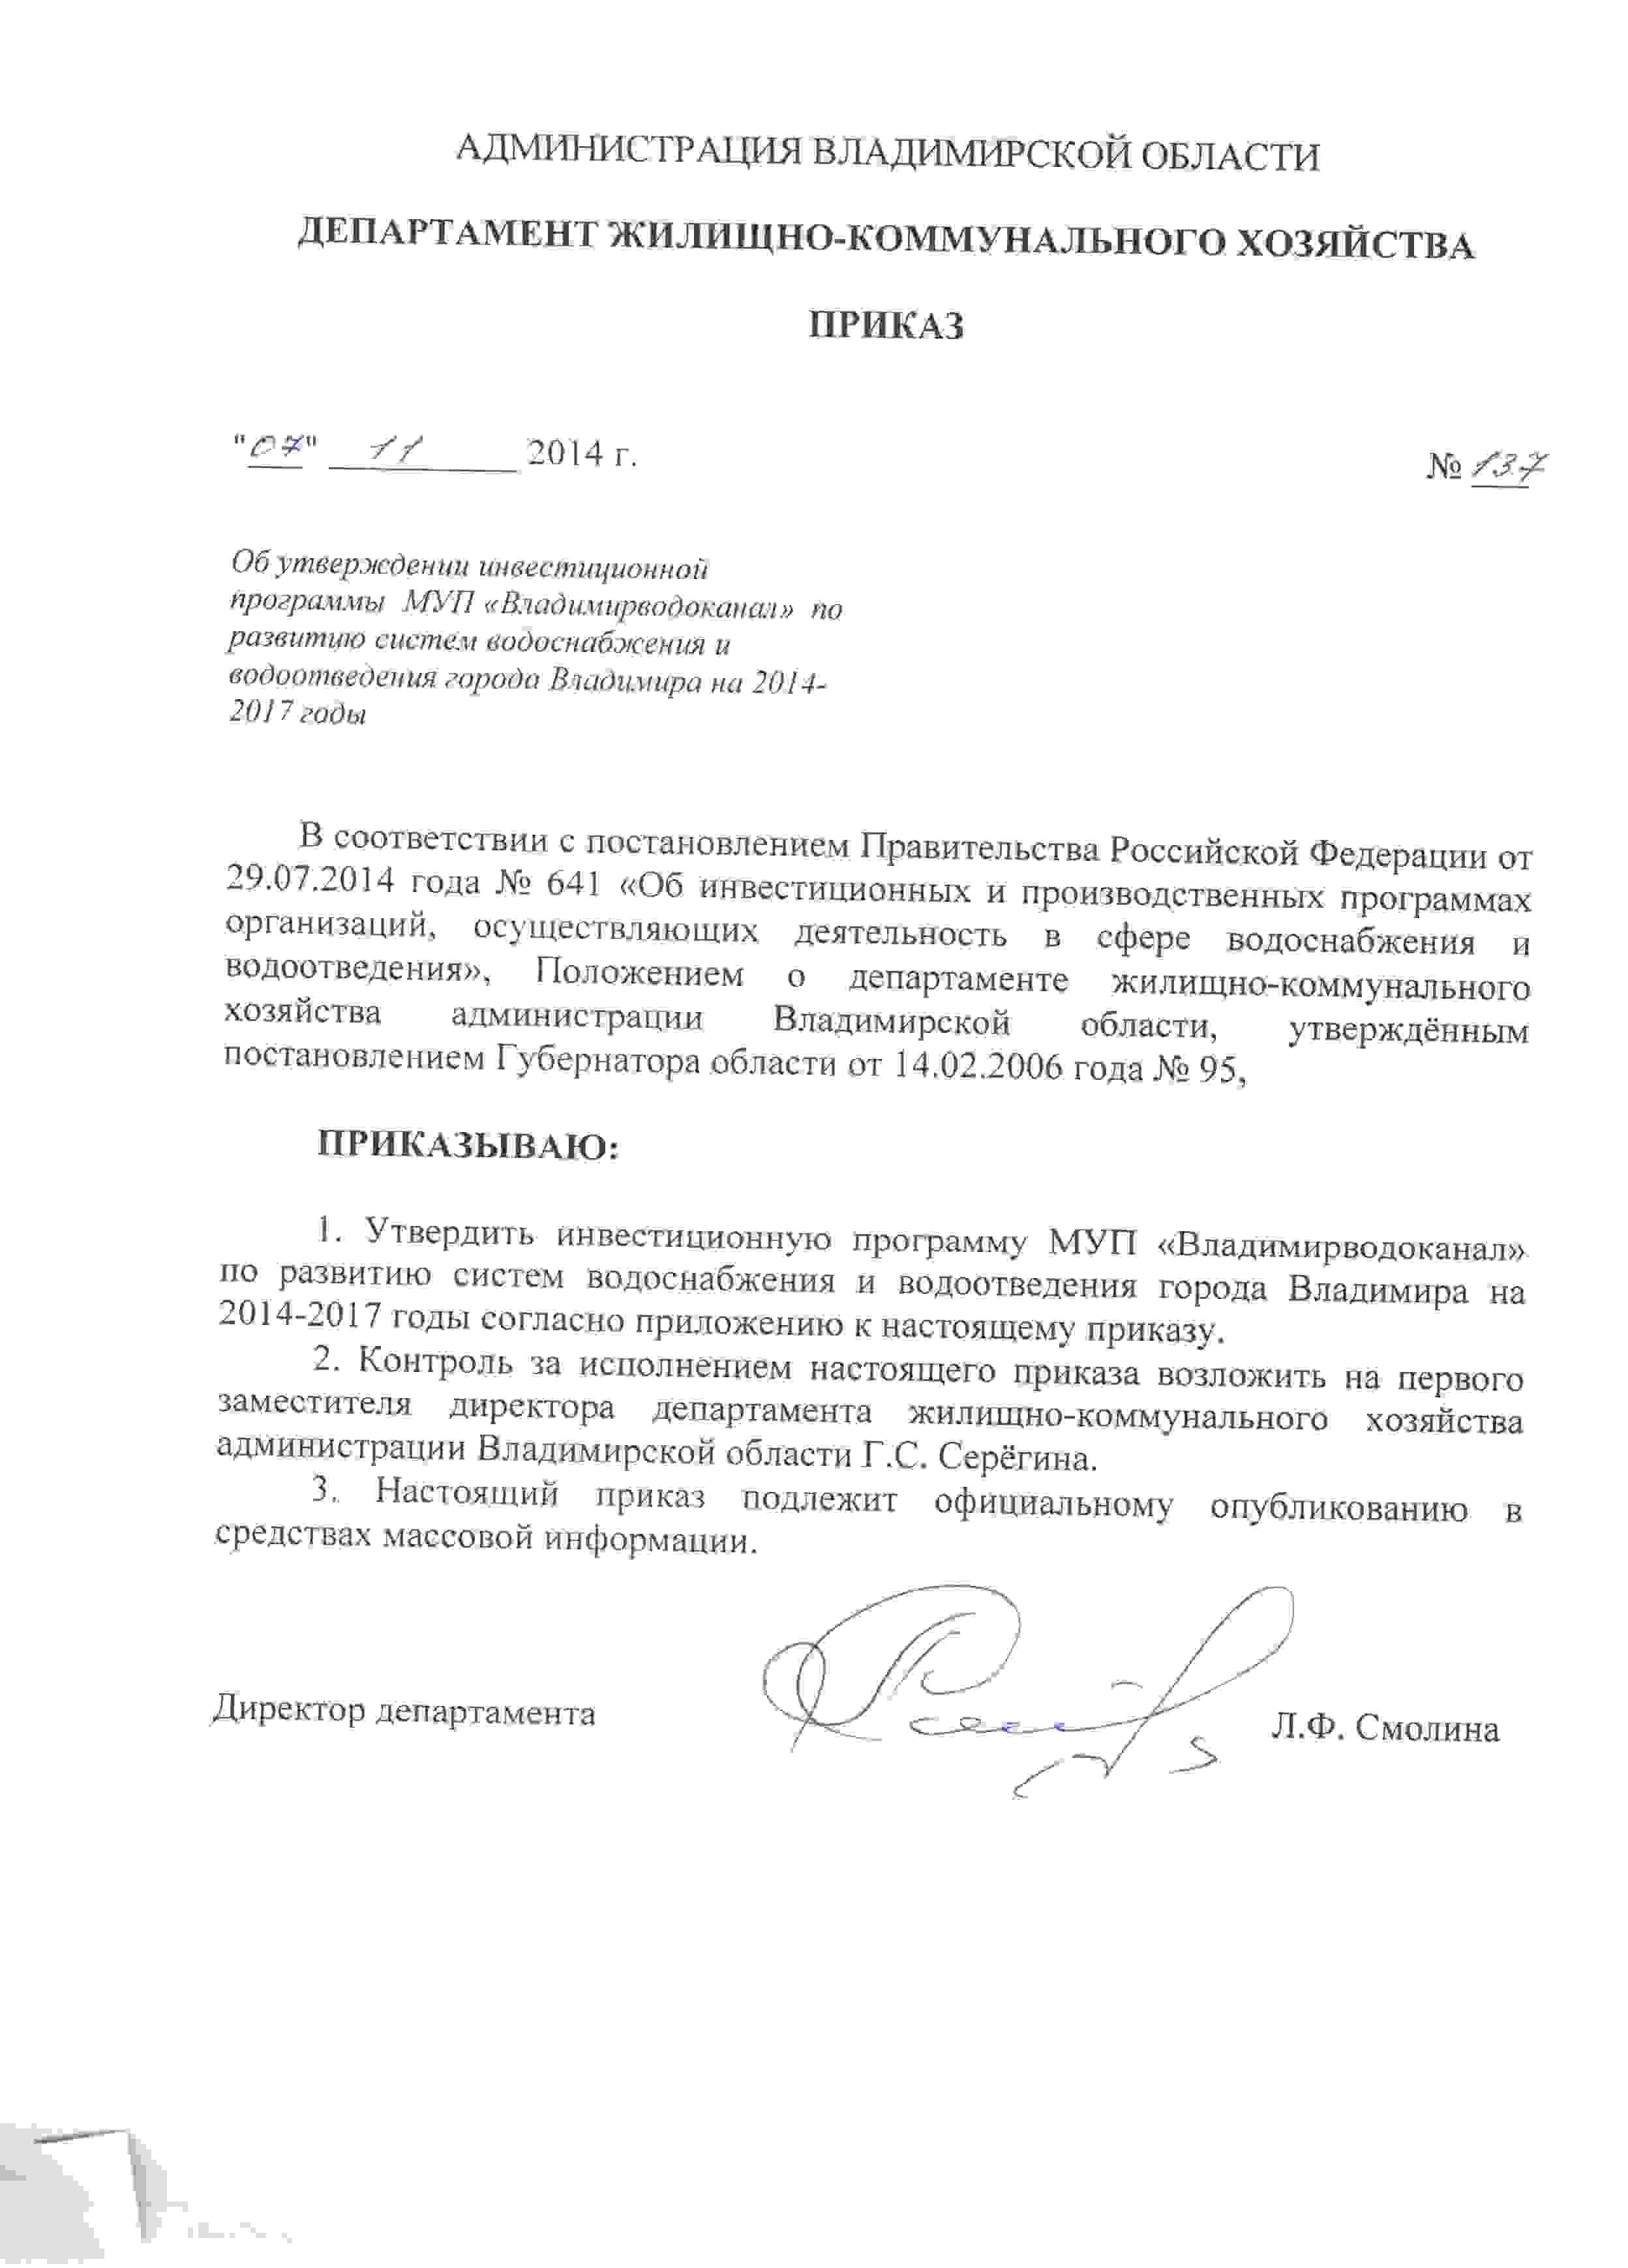 АДМИНИСТРАЦИЯ ВЛАДИМИРСКОЙ ОБЛАСТИ
ДЕПАРТАМЕНТ ЖИЛИЩНО-КОММУНАЛЬНОГО ХОЗЯЙСТВА
ПРИКАЗ
"07" 11 2014 г.
№ 137
Об утверждении инвестиционной
программы МУП «Владимирводоканал» по
развитию систем водоснабжения и
водоотведения города Владимира на 2014-
2017 годы
В соответствии с постановлением Правительства Российской Федерации от
29.07.2014 года № 641 «Об инвестиционных и производственных программах
организаций, осуществляющих деятельность в сфере водоснабжения и
водоотведения», Положением о департаменте жилищно-коммунального
хозяйства администрации Владимирской области, утверждённым
постановлением Губернатора области от 14.02.2006 года № 95,
ПРИКАЗЫВАЮ:
1. Утвердить инвестиционную программу МУП «Владимирводоканал»
по развитию систем водоснабжения и водоотведения города Владимира на
2014-2017 годы согласно приложению к настоящему приказу.
2. Контроль за исполнением настоящего приказа возложить на первого
заместителя директора департамента жилищно-коммунального хозяйства
администрации Владимирской области Г.С. Серёгина.
3. Настоящий приказ подлежит официальному опубликованию в
средствах массовой информации.
Директор департамента
Л.Ф. Смолина